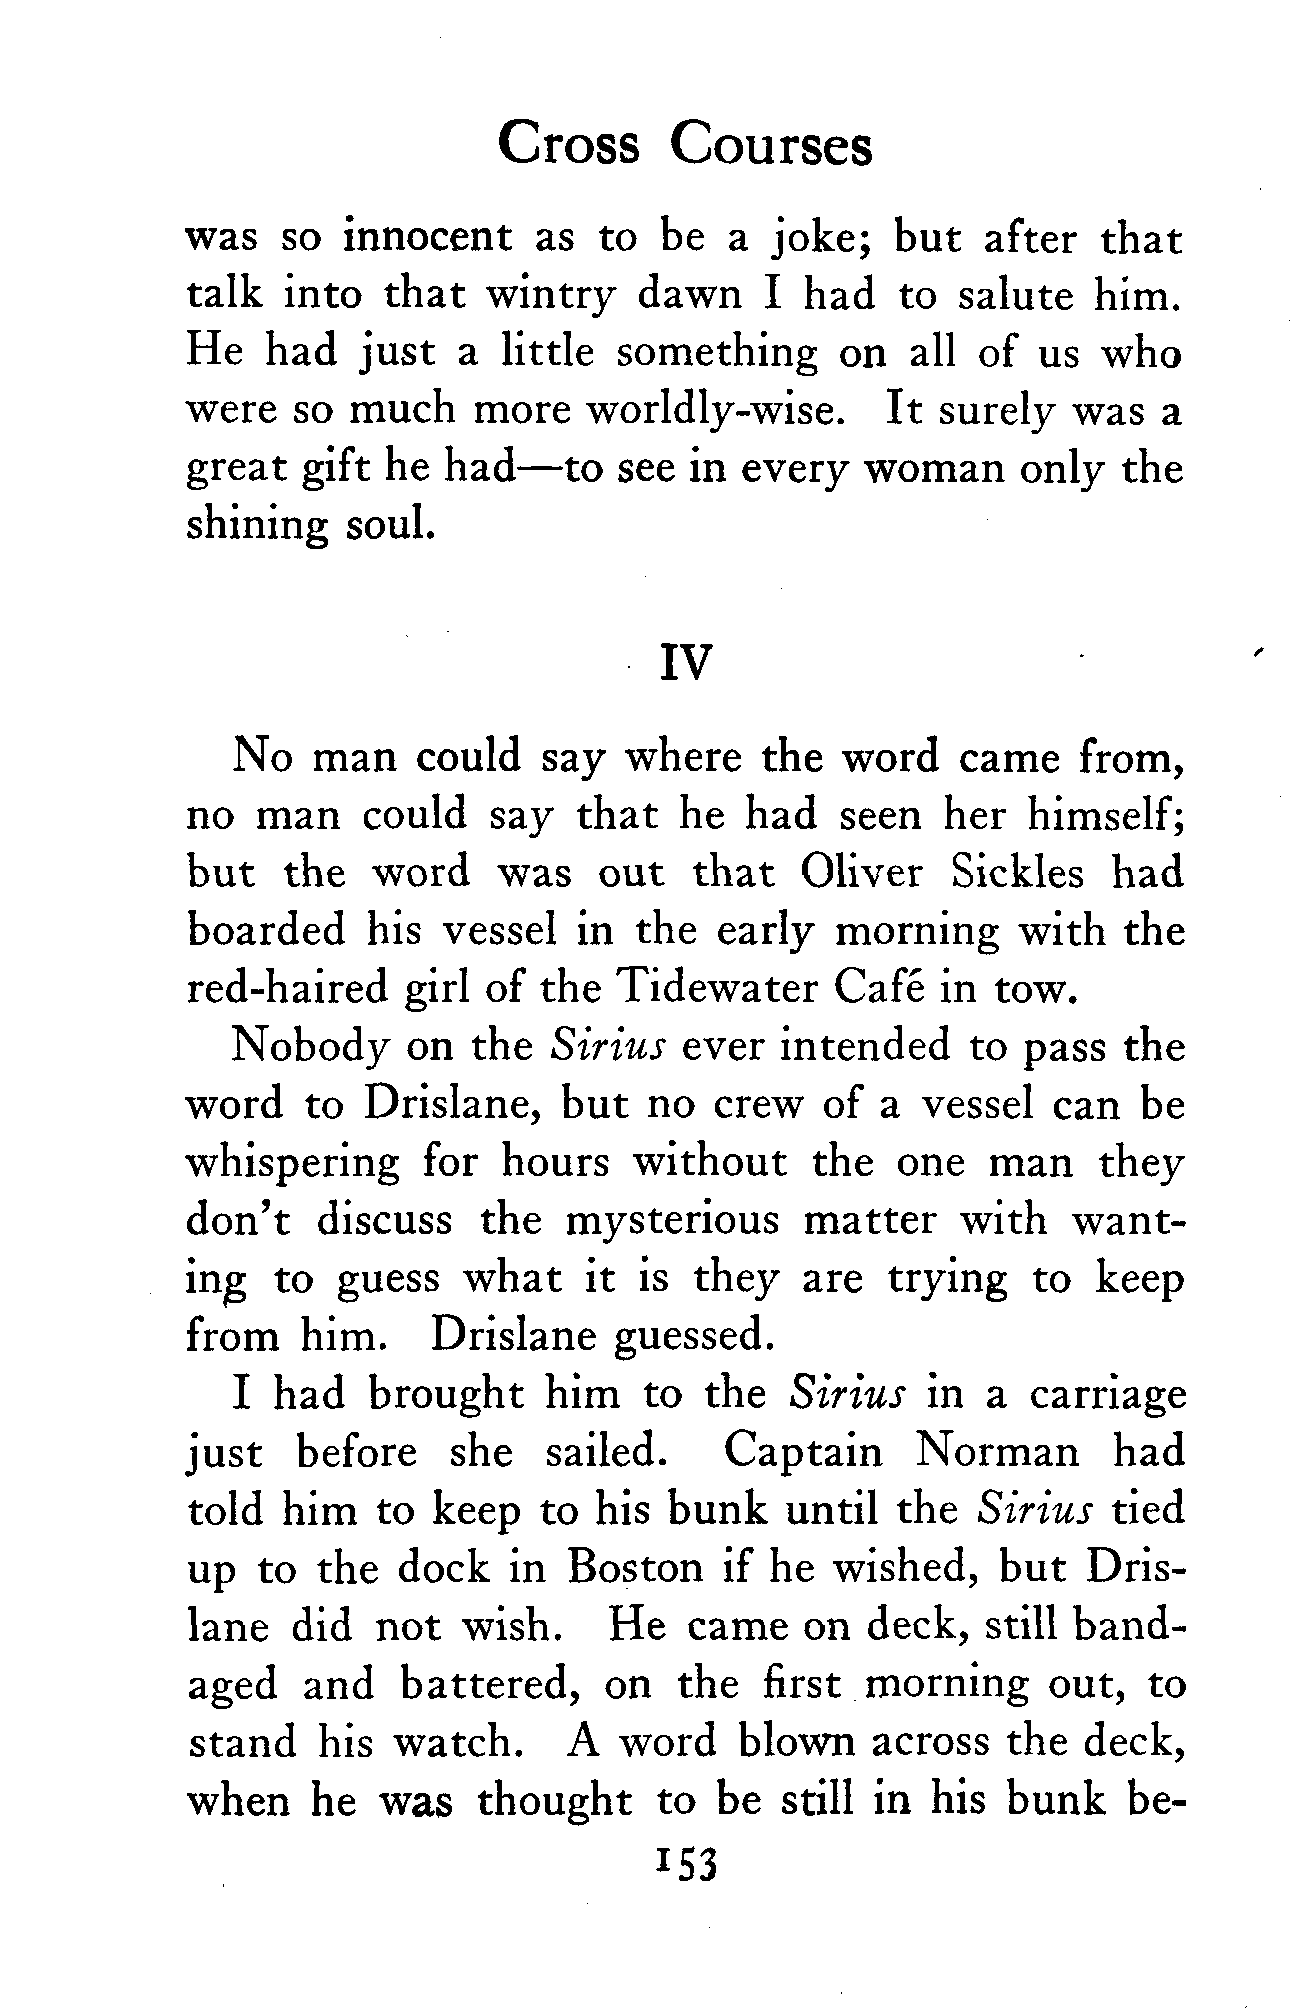 Cross Courses
was so innocent as to be a joke; but after that
talk into that wintry dawn I had to salute him.
He had just a little something on all of us who
were so much more worldly-wise. It surely was a
great gift he had—to see in every woman only the
shining soul.
IV
No man could say where the word came from,
no man could say that he had seen her himself;
but the word was out that Oliver Sickles had
boarded his vessel in the early morning with the
red-haired girl of the Tidewater Café in tow.
Nobody on the Sirius ever intended to pass the
word to Drislane, but no crew of a vessel can be
whispering for hours without the one man they
don't discuss the mysterious matter with want-
ing to guess what it is they are trying to keep
from him. Drislane guessed.
I had brought him to the Sirius in a carriage
just before she sailed. Captain Norman had
told him to keep to his bunk until the Sirius tied
up to the dock in Boston if he wished, but Dris-
lane did not wish. He came on deck, still band-
aged and battered, on the first morning out, to
stand his watch. A word blown across the deck,
when he was thought to be still in his bunk be-
153